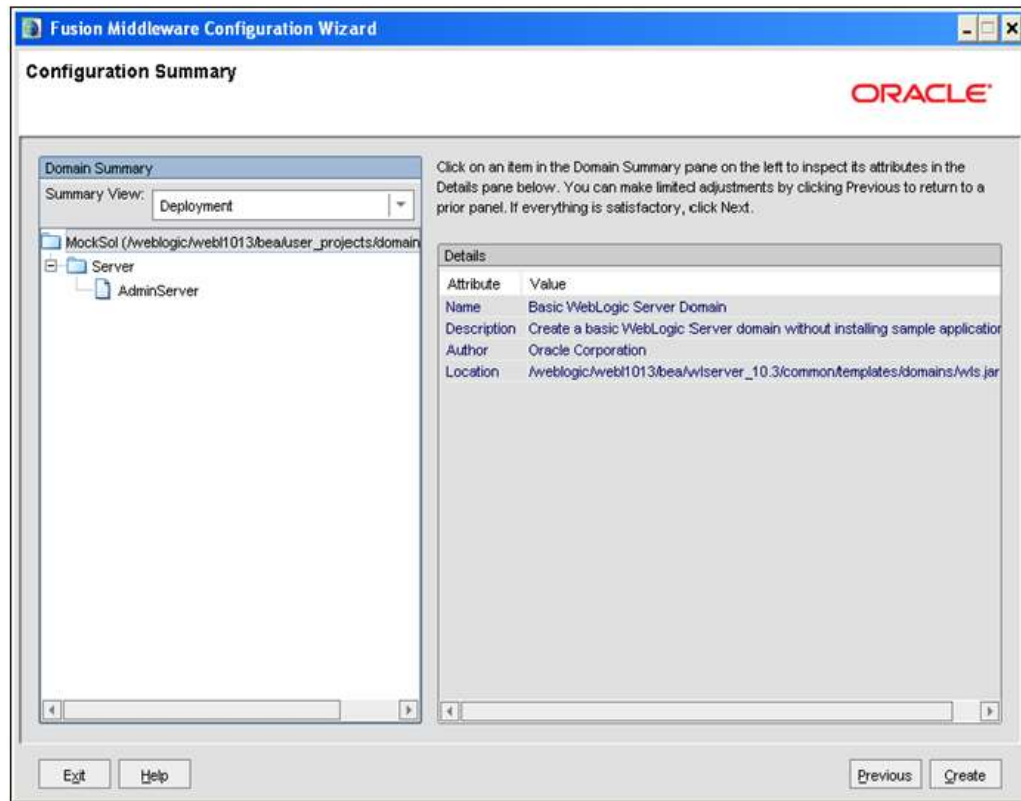 Fusion Middleware Configuration Wizard
Configuration Summary
ORACLE
Domain Summary
Summary View:
Deployment
MockSol (/weblogic/webl1013/bea/user_projects/domain
Server
AdminServer
Click on an item in the Domain Summary pane on the left to inspect its attributes in the
Details pane below. You can make limited adjustments by clicking Previous to return to a
prior panel. If everything is satisfactory, click Next.
Details
Attribute Value
Name Basic WebLogic Server Domain
Description Create a basic WebLogic Server domain without installing sample application
Author Oracle Corporation
Location /weblogic/webl1013/bea/wlserver_10.3/common/templates/domains/wls.jar
Exit Help Previous Create